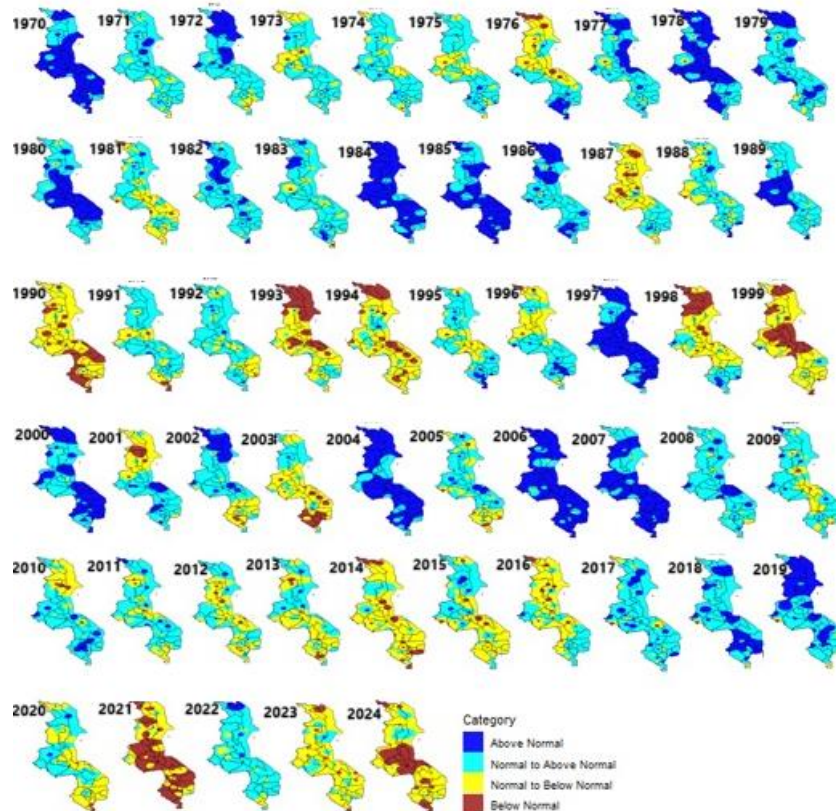 1970 1971 1972 1973 1974 1975 1976 1977 1978 1979
1980 1981 1982 1983 1984 1985 1986 1987 1988 1989
1990 1991 1992 1993 1994 1995 1996 1997 1998 1999
2000 2001 2002 2003 2004 2005 2006 2007 2008 2009
2010 2011 2012 2013 2014 2015 2016 2017 2018 2019
2020 2021 2022 2023 2024
Category
Above Normal
Normal to Above Normal
Normal to Below Normal
Below Normal